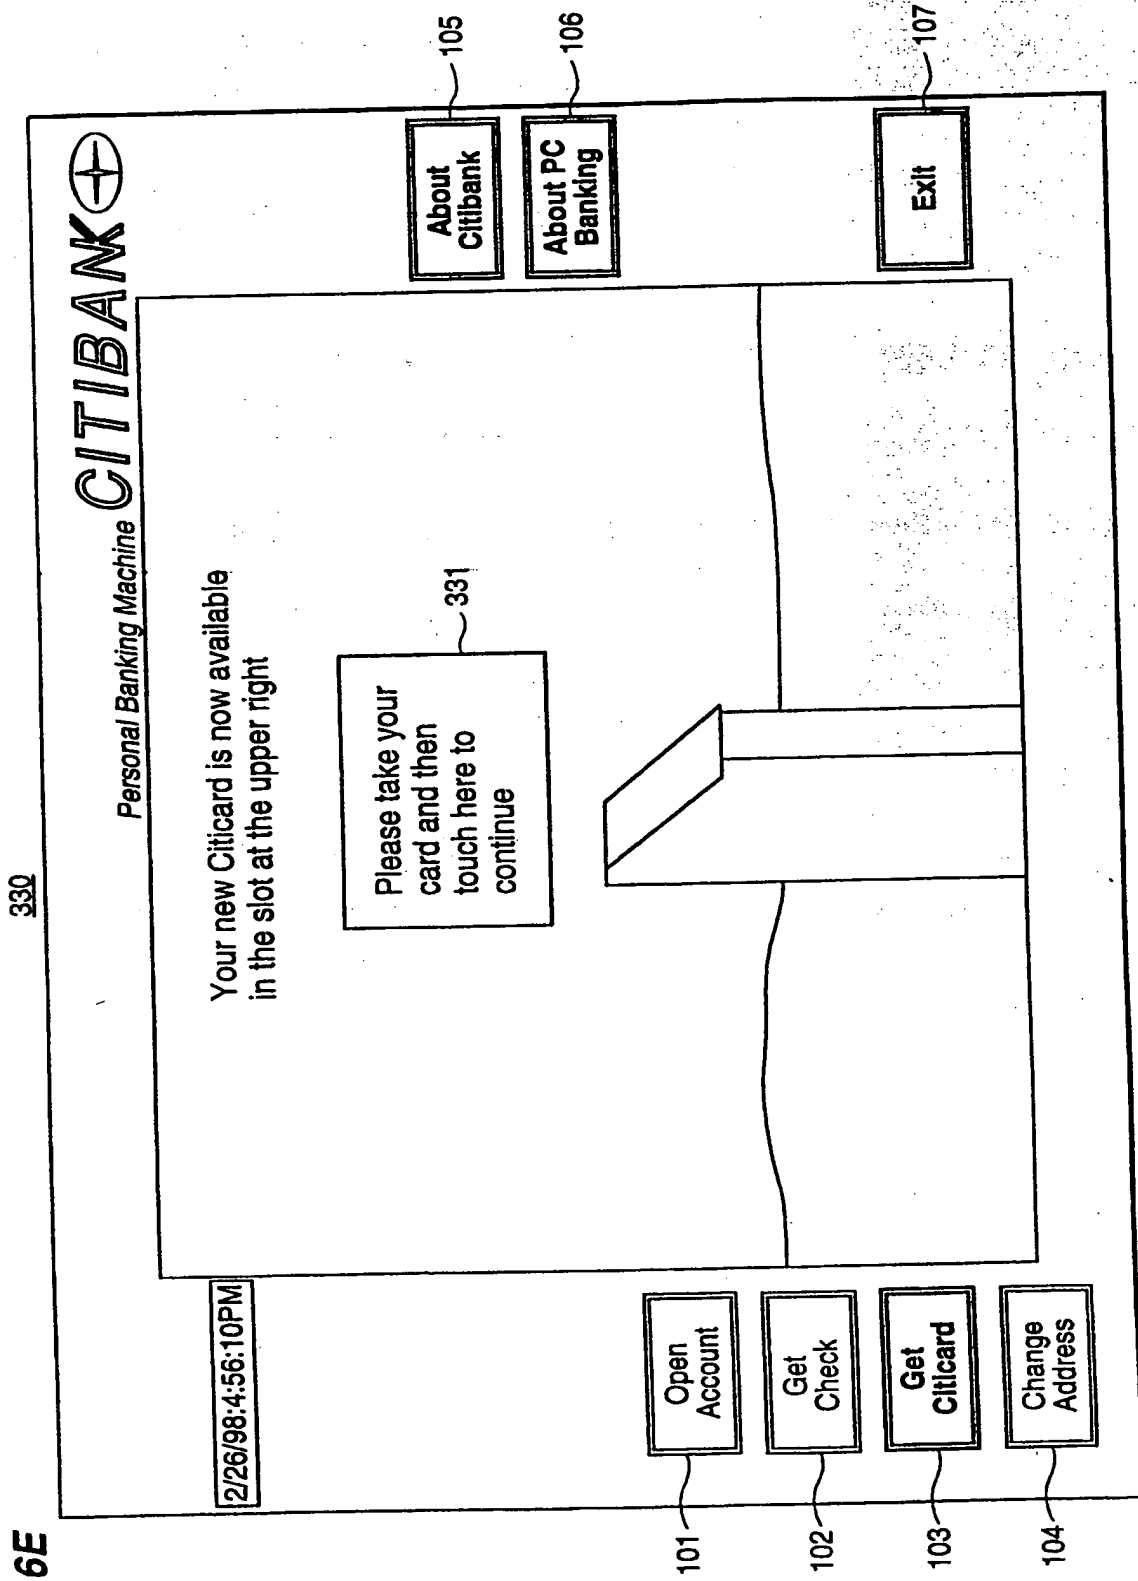 6E
330
Personal Banking Machine CITIBANK
2/26/98:4:56:10PM
Your new Citicard is now available
in the slot at the upper right
Please take your
card and then
touch here to
continue
331
Open
Account
101
Get
Check
102
Get
Citicard
103
Change
Address
104
About
Citibank
105
About PC
Banking
106
Exit
107